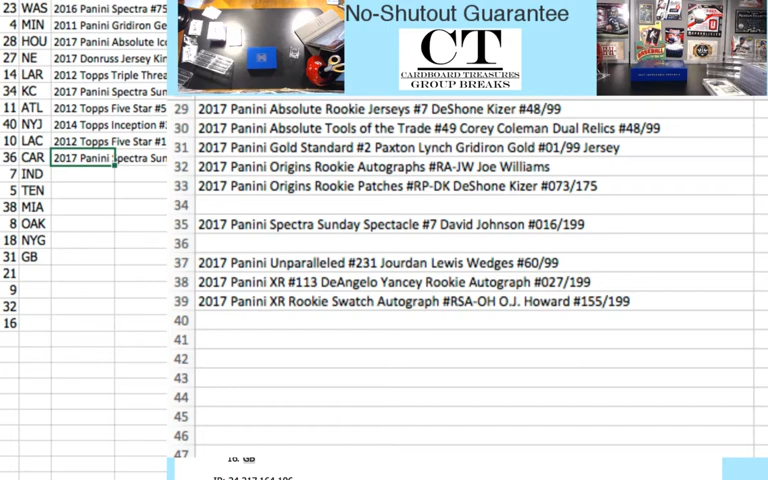 23 WAS 2016 Panini Spectra #75
4 MIN 2011 Panini Gridiron Ge
28 HOU 2017 Panini Absolute Ico
27 NE 2017 Donruss Jersey Kin
14 LAR 2012 Topps Triple Threa
34 KC 2017 Panini Spectra Sun
11 ATL 2012 Topps Five Star #5
40 NYJ 2014 Topps Inception #
10 LAC 2012 Topps Five Star #1
36 CAR 2017 Panini Spectra Sun
7 IND
5 TEN
38 MIA
8 OAK
18 NYG
31 GB
21
9
32
16
No-Shutout Guarantee
CT
CARDBOARD TREASURES
GROUP BREAKS
29 2017 Panini Absolute Rookie Jerseys #7 DeShone Kizer #48/99
30 2017 Panini Absolute Tools of the Trade #49 Corey Coleman Dual Relics #48/99
31 2017 Panini Gold Standard #2 Paxton Lynch Gridiron Gold #01/99 Jersey
32 2017 Panini Origins Rookie Autographs #RA-JW Joe Williams
33 2017 Panini Origins Rookie Patches #RP-DK DeShone Kizer #073/175
34
35 2017 Panini Spectra Sunday Spectacle #7 David Johnson #016/199
36
37 2017 Panini Unparalleled #231 Jourdan Lewis Wedges #60/99
38 2017 Panini XR #113 DeAngelo Yancey Rookie Autograph #027/199
39 2017 Panini XR Rookie Swatch Autograph #RSA-OH O.J. Howard #155/199
40
41
42
43
44
45
46
47
16. GB